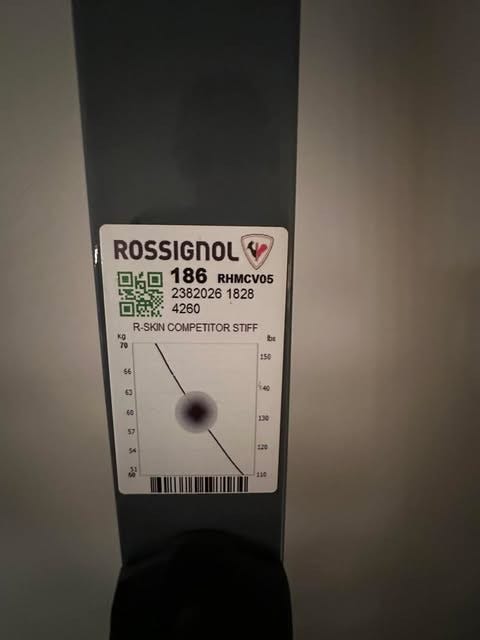 ROSSIGNOL
186 RHMCV05
2382026 1828
4260
R-SKIN COMPETITOR STIFF
Kg lbs
70
150
66
63 140
60 130
57
54 120
51
110